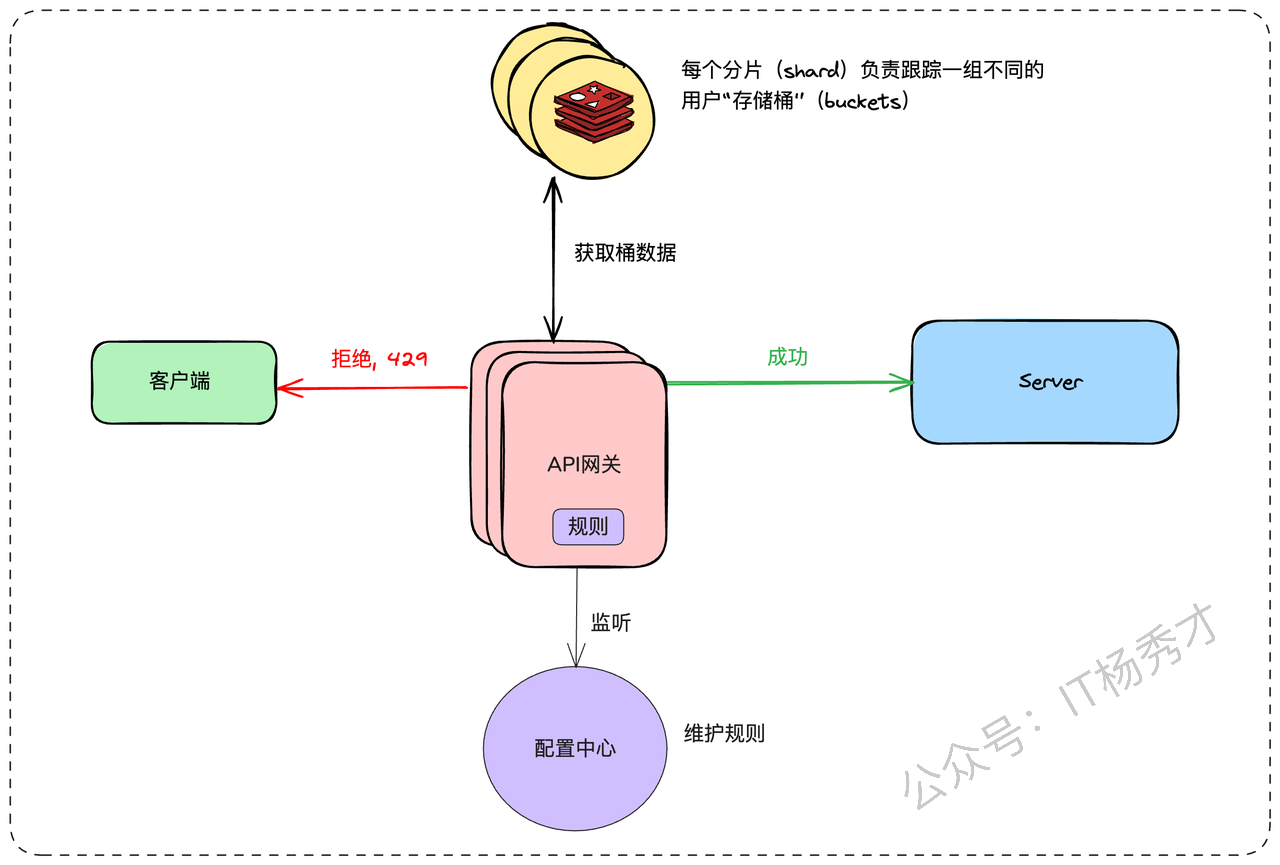 每个分片（shard）负责跟踪一组不同的
用户“存储桶”（buckets）
获取桶数据
客户端
拒绝, 429
成功
Server
API网关
规则
监听
配置中心
维护规则
公众号：IT杨秀才